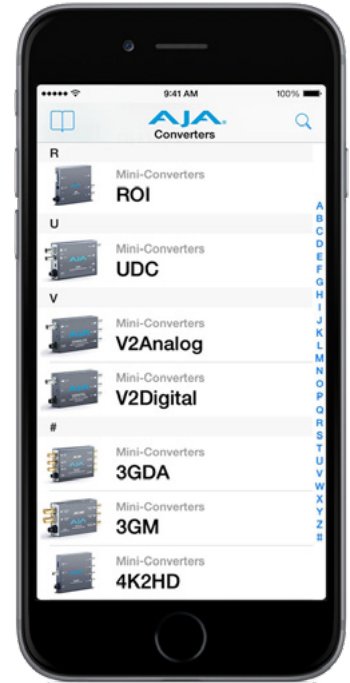 9:41 AM
100%
AJA
Converters
R
Mini-Converters
ROI
U
Mini-Converters
UDC
V
Mini-Converters
V2Analog
Mini-Converters
V2Digital
#
Mini-Converters
3GDA
Mini-Converters
3GM
Mini-Converters
4K2HD
A
B
C
D
E
F
G
H
I
J
K
L
M
N
O
P
Q
R
S
T
U
V
W
X
Y
Z
#